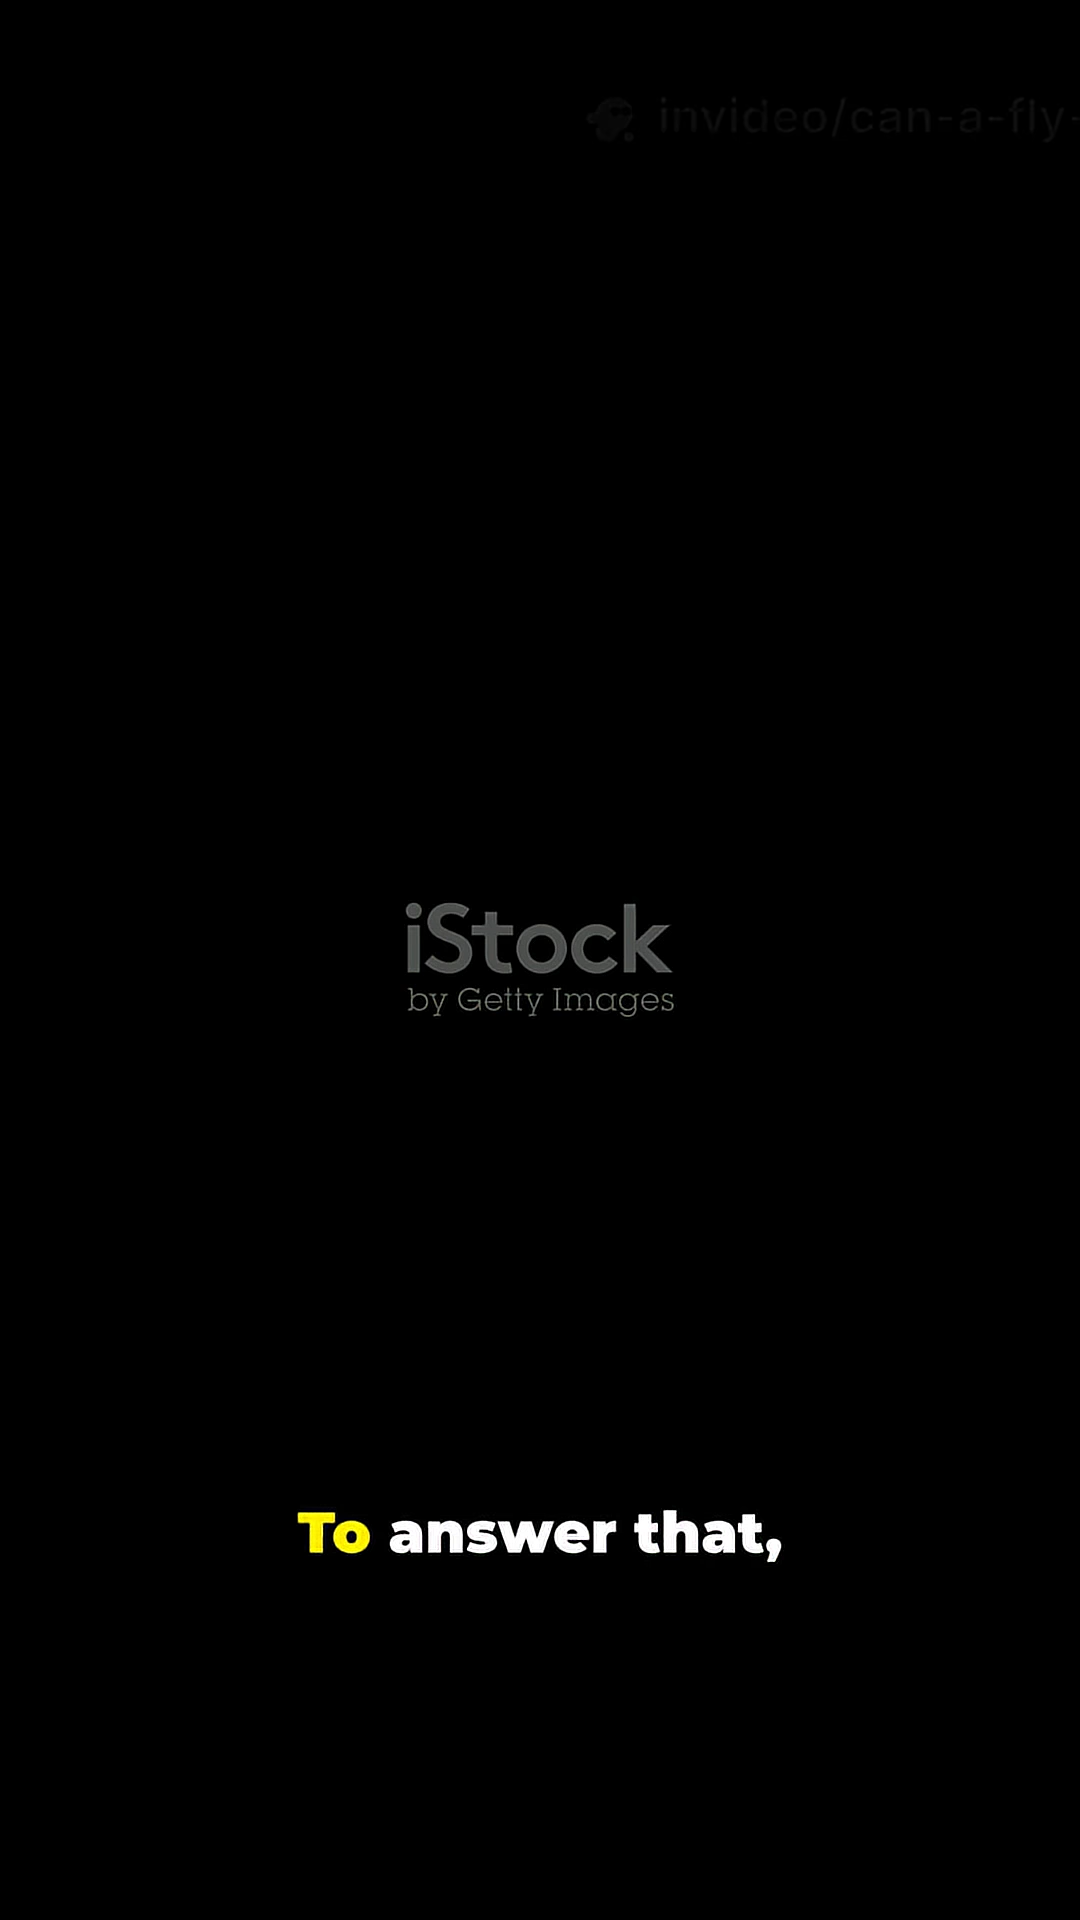 invideo/can-a-fly-
iStock
by Getty Images
To answer that,